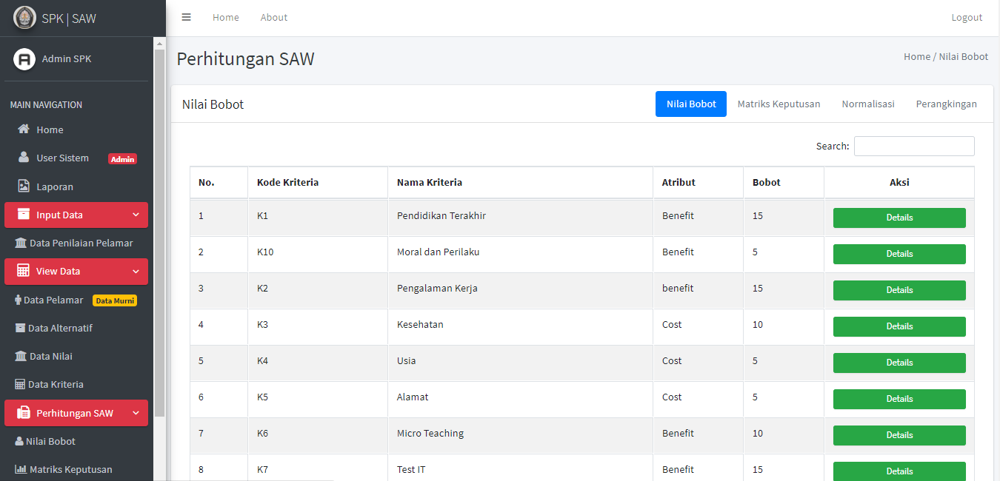 SPK | SAW
Home
About
Logout
Admin SPK
MAIN NAVIGATION
Home
User Sistem Admin
Laporan
Input Data
Data Penilaian Pelamar
View Data
Data Pelamar Data Murni
Data Alternatif
Data Nilai
Data Kriteria
Perhitungan SAW
Nilai Bobot
Matriks Keputusan
Perhitungan SAW
Home / Nilai Bobot
Nilai Bobot
Nilai Bobot Matriks Keputusan Normalisasi Perangkingan
Search:
No. Kode Kriteria Nama Kriteria Atribut Bobot Aksi
1 K1 Pendidikan Terakhir Benefit 15 Details
2 K10 Moral dan Perilaku Benefit 5 Details
3 K2 Pengalaman Kerja benefit 15 Details
4 K3 Kesehatan Cost 10 Details
5 K4 Usia Cost 5 Details
6 K5 Alamat Cost 5 Details
7 K6 Micro Teaching Benefit 10 Details
8 K7 Test IT Benefit 15 Details